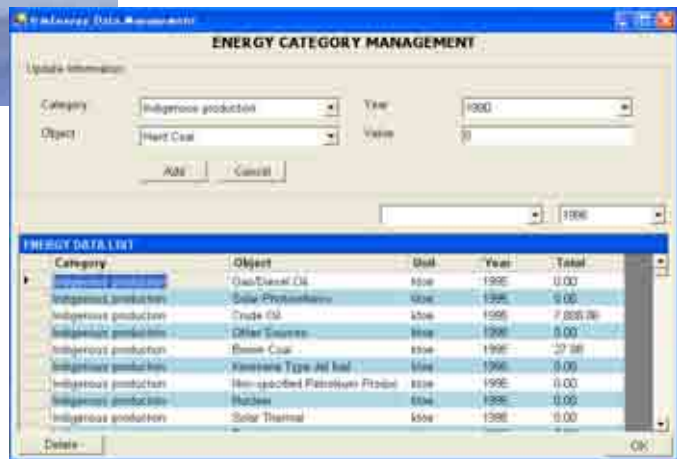 Energy Data Management
ENERGY CATEGORY MANAGEMENT
Update Information
Category Indigenous production Year 1990
Object Hard Coal Value 0
Add Cancel
ENERGY DATA LIST
Category Object Unit Year Total
Indigenous production Gas/Diesel Oil ktoe 0.00
Indigenous production Solar Photovoltaics ktoe 0.00
Indigenous production Crude Oil ktoe
Indigenous production Other Sources ktoe 0.00
Indigenous production Brown Coal ktoe
Indigenous production Kerosene Type Jet fuel ktoe 0.00
Indigenous production Non-specified Petroleum ktoe 0.00
Indigenous production Nuclear ktoe 0.00
Indigenous production Solar Thermal ktoe 0.00
Delete OK